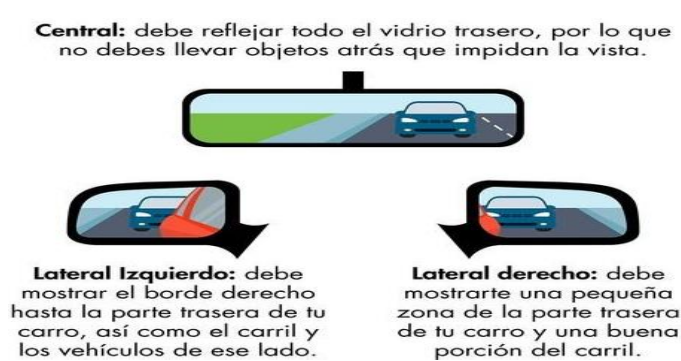 Central: debe reflejar todo el vidrio trasero, por lo que
no debes llevar objetos atrás que impidan la vista.
Lateral Izquierdo: debe
mostrar el borde derecho
hasta la parte trasera de tu
carro, así como el carril y
los vehículos de ese lado.
Lateral derecho: debe
mostrarte una pequeña
zona de la parte trasera
de tu carro y una buena
porción del carril.